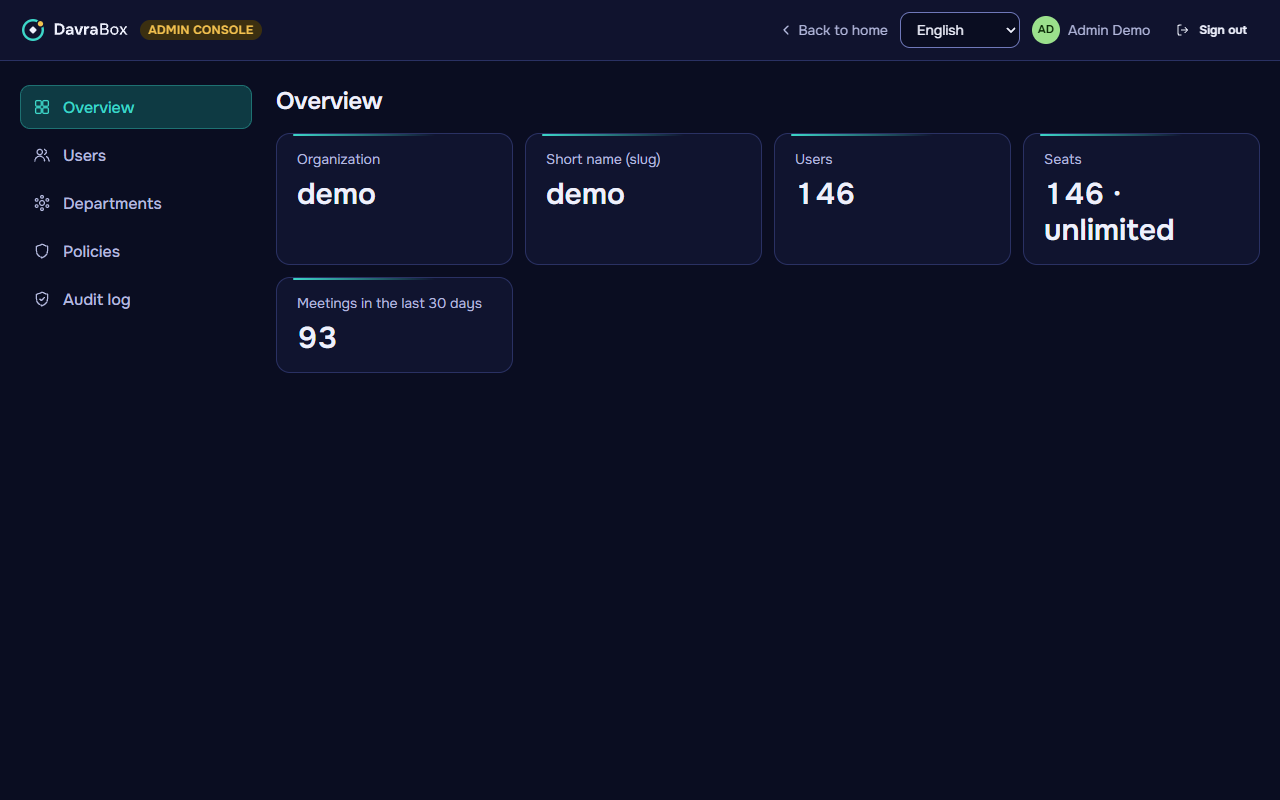 DavraBox ADMIN CONSOLE Back to home English AD Admin Demo Sign out
Overview
Users
Departments
Policies
Audit log
Overview
Organization
demo
Short name (slug)
demo
Users
146
Seats
146 ·
unlimited
Meetings in the last 30 days
93